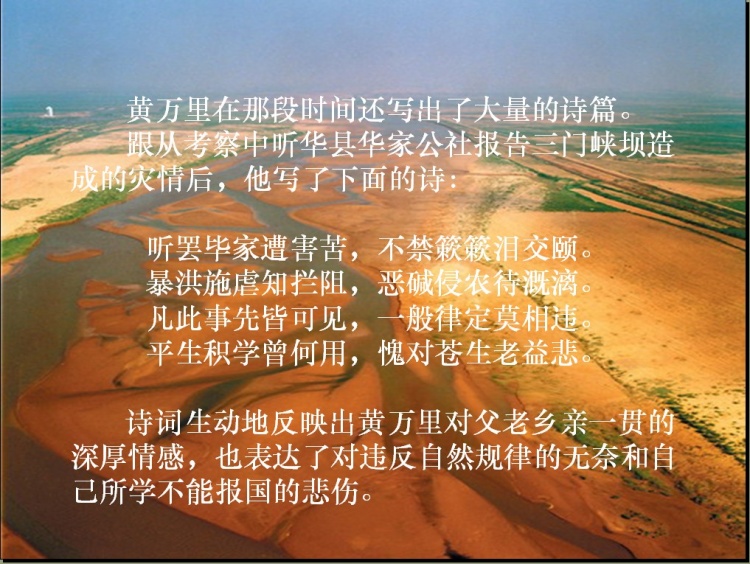 黄万里在那段时间还写出了大量的诗篇。
跟从考察中听华县华家公社报告三门峡坝造
成的灾情后，他写了下面的诗：
听罢毕家遭害苦，不禁簌簌泪交颐。
暴洪施虐知拦阻，恶碱侵农待溉漓。
凡此事先皆可见，一般律定莫相违。
平生积学曾何用，愧对苍生老益悲。
诗词生动地反映出黄万里对父老乡亲一贯的
深厚情感，也表达了对违反自然规律的无奈和自
己所学不能报国的悲伤。